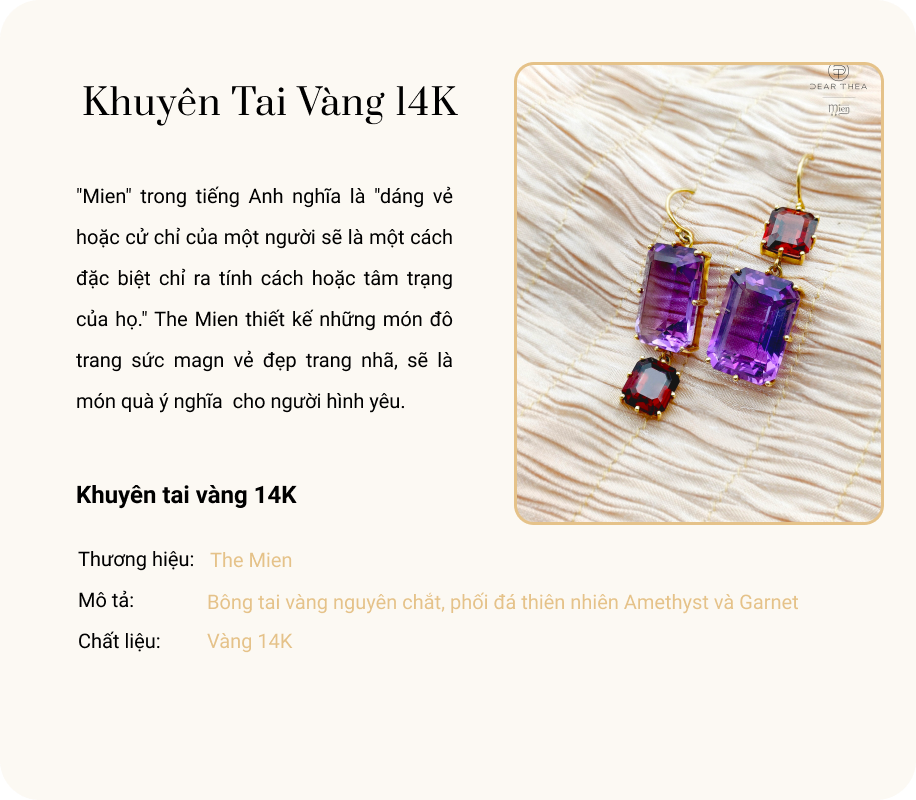 Khuyên Tai Vàng 14K
"Mien" trong tiếng Anh nghĩa là "dáng vẻ
hoặc cử chỉ của một người sẽ là một cách
đặc biệt chỉ ra tính cách hoặc tâm trạng
của họ." The Mien thiết kế những món đô
trang sức magn vẻ đẹp trang nhã, sẽ là
món quà ý nghĩa  cho người hình yêu.
Khuyên tai vàng 14K
Thương hiệu: The Mien
Mô tả: Bông tai vàng nguyên chắt, phối đá thiên nhiên Amethyst và Garnet
Chất liệu: Vàng 14K
DEAR THEA
Mien